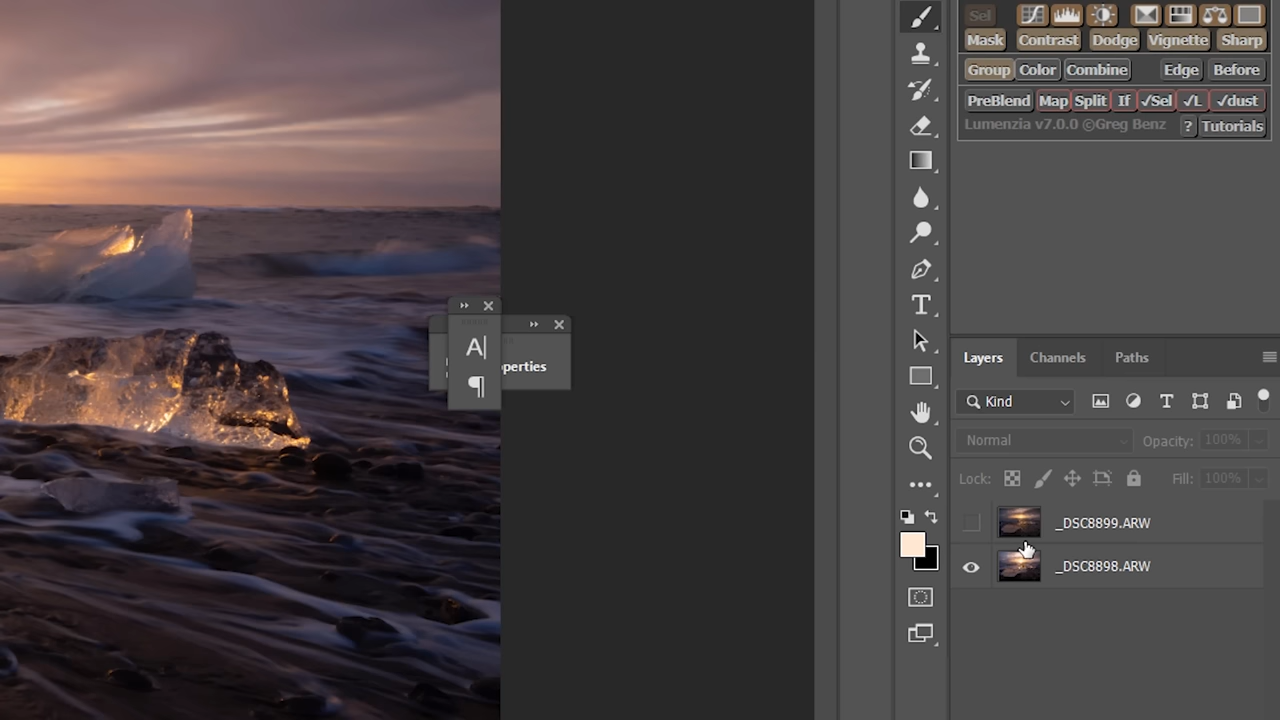 Sel
Mask Contrast Dodge Vignette Sharp
Group Color Combine Edge Before
PreBlend Map Split If √Sel √L √dust
Lumenzia v7.0.0 ©Greg Benz ? Tutorials
A
¶
perties
T
Layers Channels Paths
Kind T
Normal Opacity: 100%
Lock: Fill: 100%
_DSC8899.ARW
_DSC8898.ARW